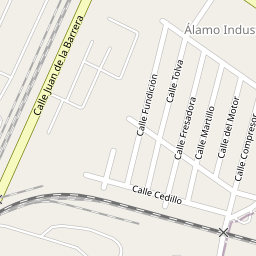 Álamo Indus
Calle Juan de la Barrera
Calle Fundición
Calle Tolva
Calle Fresadora
Calle Martillo
Calle del Motor
Calle Compresor
Calle Cedillo